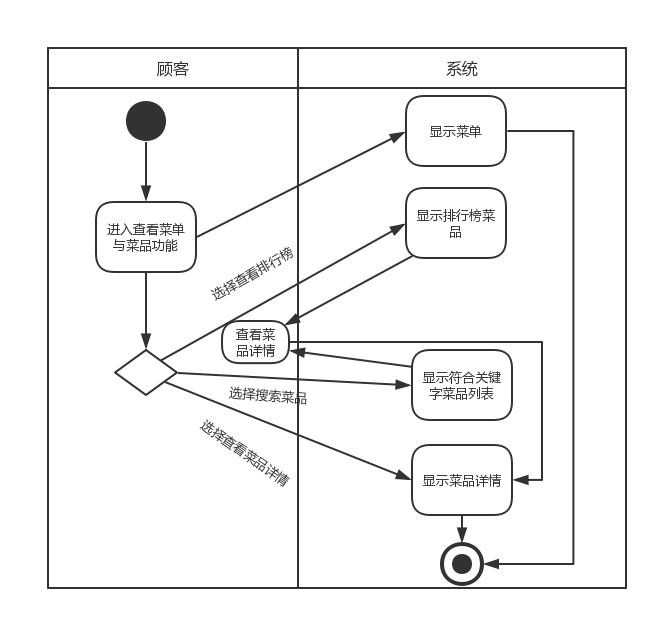 顾客
系统
显示菜单
进入查看菜单
与菜品功能
显示排行榜菜
品
选择查看排行榜
查看菜
品详情
显示符合关键
字菜品列表
选择搜索菜品
选择查看菜品详情
显示菜品详情